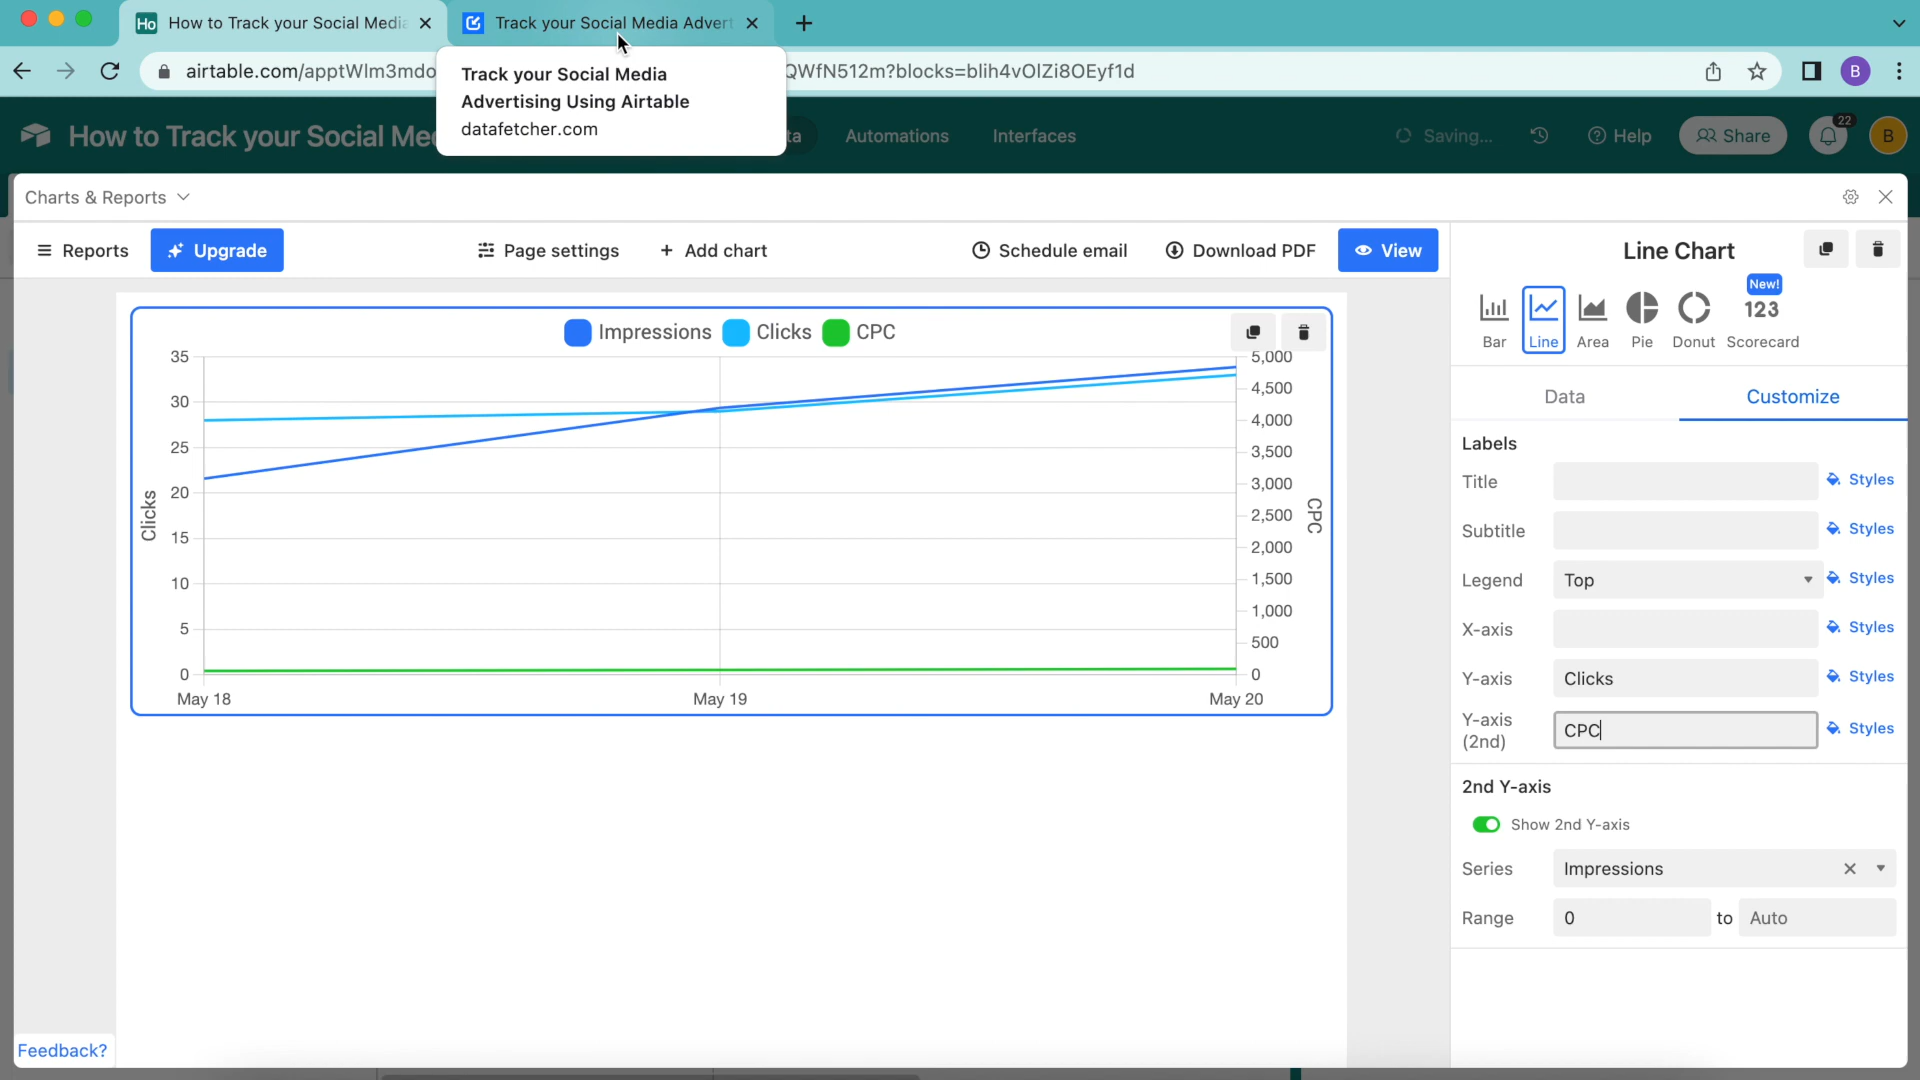 Ho How to Track your Social Media
Track your Social Media Advert
airtable.com/apptWlm3mdo
QWfN512m?blocks=blih4vOlZi8OEyf1d
B
Track your Social Media
Advertising Using Airtable
datafetcher.com
How to Track your Social Me
ta
Automations
Interfaces
Saving...
Help
Share
22
B
Charts & Reports
Reports
Upgrade
Page settings
+ Add chart
Schedule email
Download PDF
View
Line Chart
New!
123
Bar
Line
Area
Pie
Donut
Scorecard
Data
Customize
Impressions
Clicks
CPC
35
30
25
20
15
10
5
0
Clicks
5,000
4,500
4,000
3,500
3,000
2,500
2,000
1,500
1,000
500
0
CPC
May 18
May 19
May 20
Labels
Title
Styles
Subtitle
Styles
Legend
Top
Styles
X-axis
Styles
Y-axis
Clicks
Styles
Y-axis
(2nd)
CPC
Styles
2nd Y-axis
Show 2nd Y-axis
Series
Impressions
Range
0
to
Auto
Feedback?